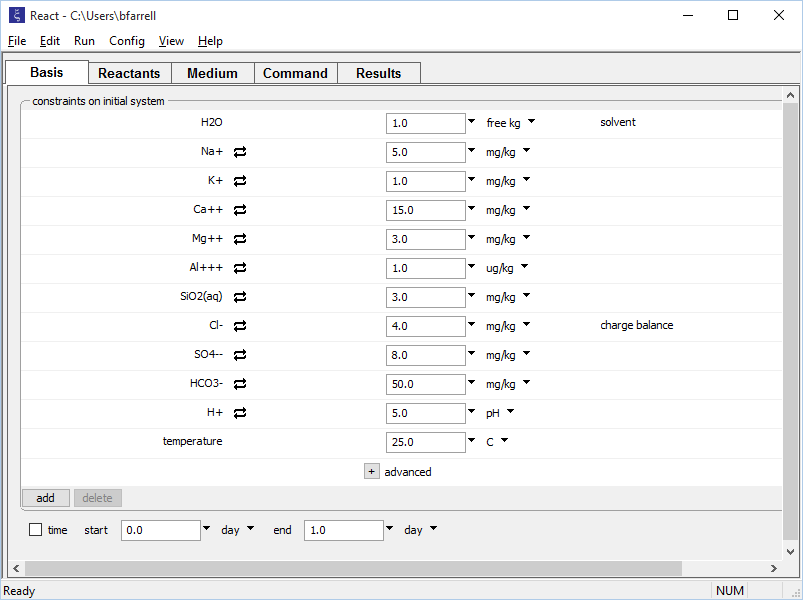 React - C:\Users\bfarrell
File Edit Run Config View Help
Basis Reactants Medium Command Results
constraints on initial system
H2O 1.0 free kg solvent
Na+ 5.0 mg/kg
K+ 1.0 mg/kg
Ca++ 15.0 mg/kg
Mg++ 3.0 mg/kg
Al+++ 1.0 ug/kg
SiO2(aq) 3.0 mg/kg
Cl- 4.0 mg/kg charge balance
SO4-- 8.0 mg/kg
HCO3- 50.0 mg/kg
H+ 5.0 pH
temperature 25.0 C
+ advanced
add delete
time start 0.0 day end 1.0 day
Ready NUM